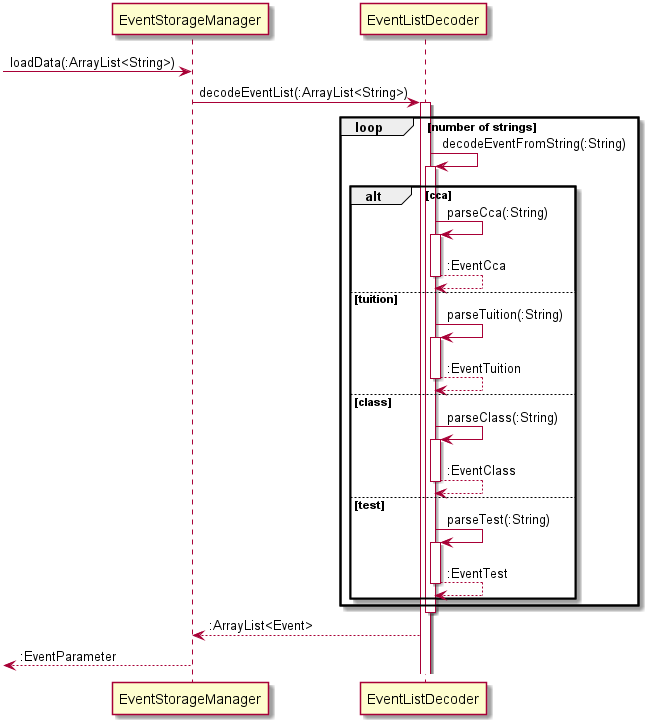 EventStorageManager
EventListDecoder
loadData(:ArrayList<String>)
decodeEventList(:ArrayList<String>)
loop
[number of strings]
decodeEventFromString(:String)
alt
[cca]
parseCca(:String)
:EventCca
[tuition]
parseTuition(:String)
:EventTuition
[class]
parseClass(:String)
:EventClass
[test]
parseTest(:String)
:EventTest
:ArrayList<Event>
:EventParameter
EventStorageManager
EventListDecoder